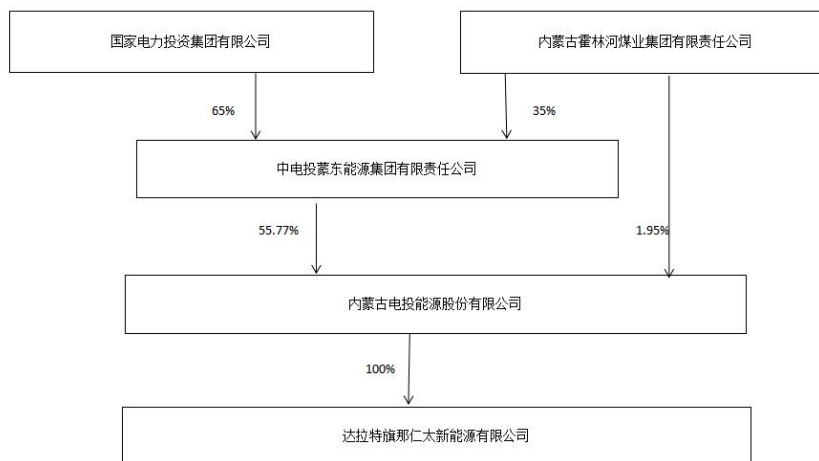 国家电力投资集团有限公司
内蒙古霍林河煤业集团有限责任公司
65%
35%
中电投蒙东能源集团有限责任公司
55.77%
1.95%
内蒙古电投能源股份有限公司
100%
达拉特旗那仁太新能源有限公司